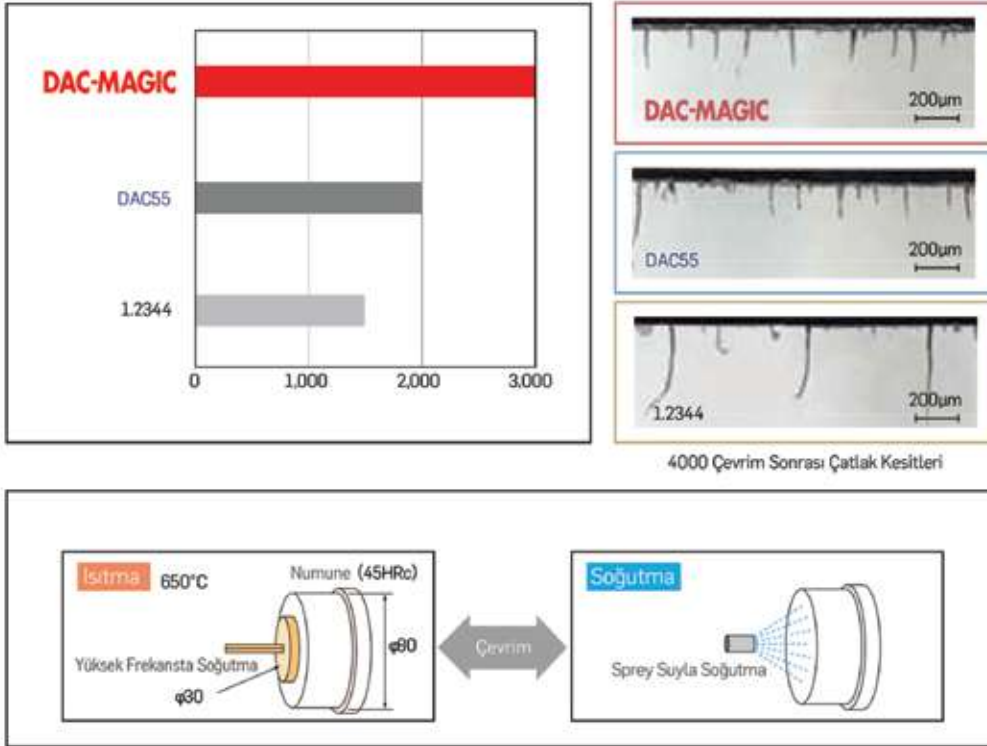 DAC-MAGIC
DAC55
1.2344
0 1,000 2,000 3,000
DAC-MAGIC
200µm
DAC55
200µm
1.2344
200µm
4000 Çevrim Sonrası Çatlak Kesitleri
Isıtma 650°C
Numune (45HRc)
φ80
Yüksek Frekansta Soğutma
φ30
Çevrim
Soğutma
Sprey Suyla Soğutma